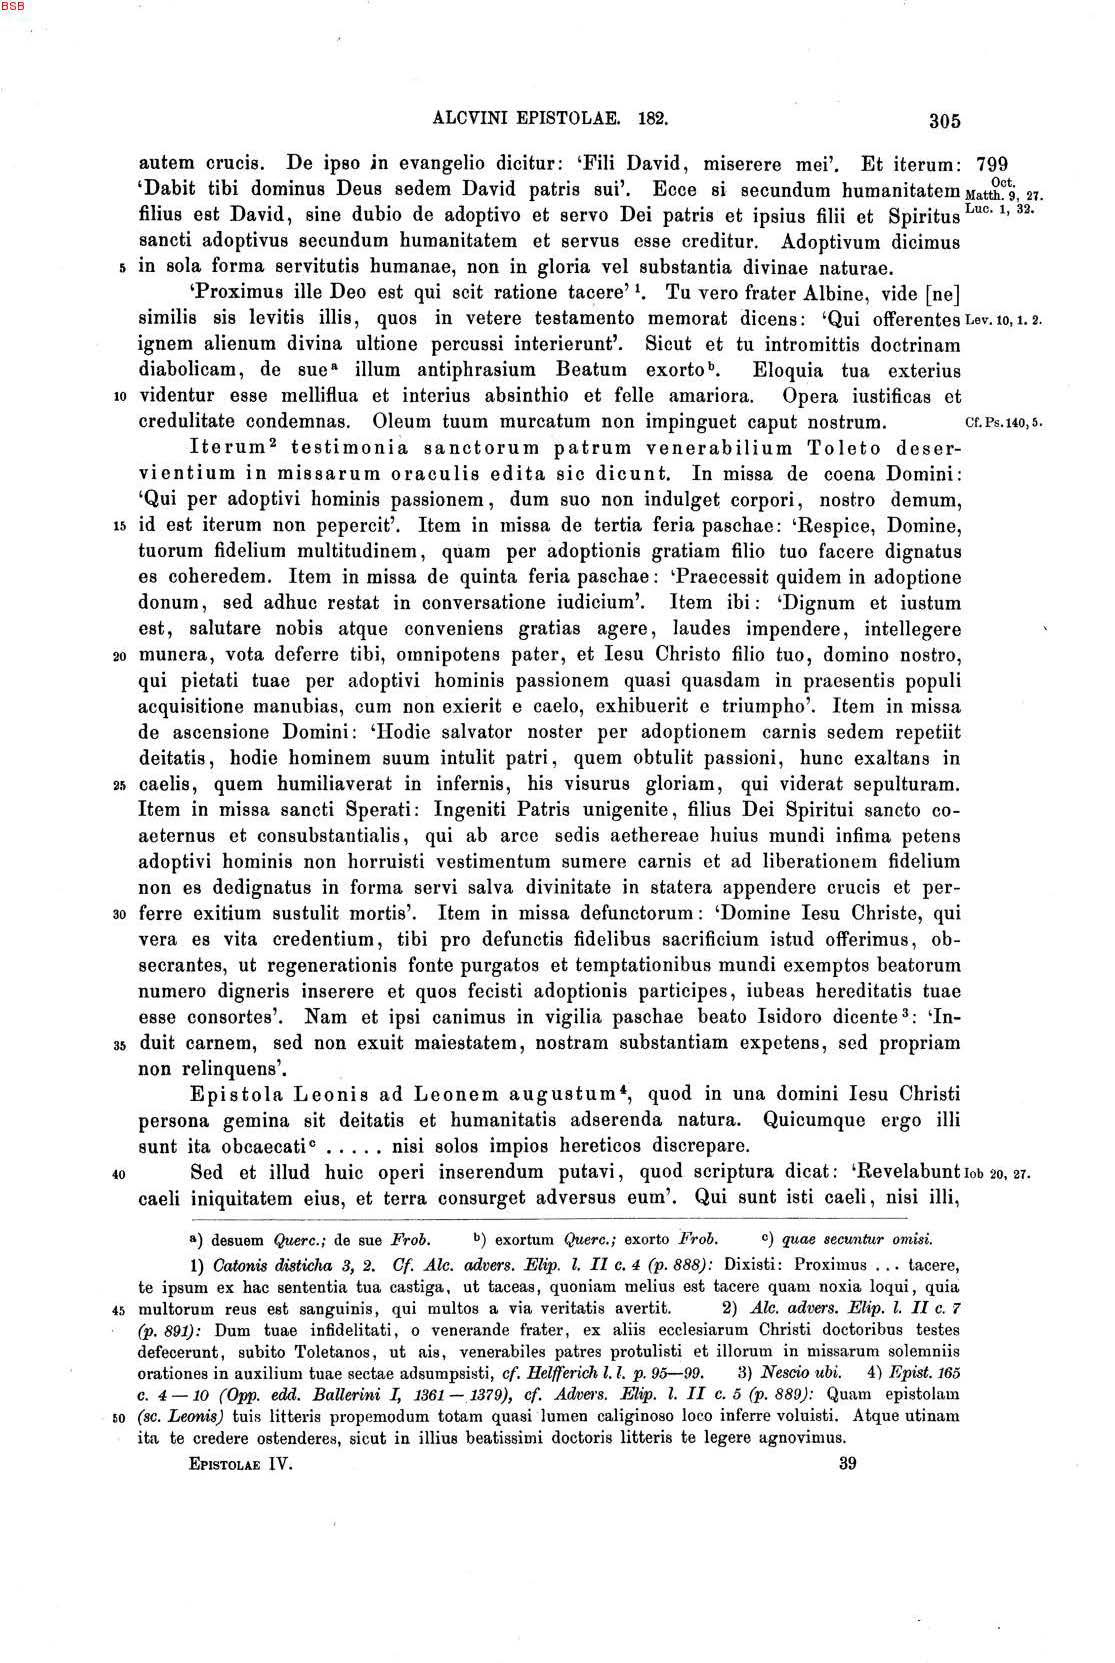 BSB
ALCVINI EPISTOLAE. 182. 305
autem crucis. De ipso in evangelio dicitur: ‘Fili David, miserere mei’. Et iterum: 799
‘Dabit tibi dominus Deus sedem David patris sui’. Ecce si secundum humanitatem Oct. Matth. 9, 27.
filius est David, sine dubio de adoptivo et servo Dei patris et ipsius filii et Spiritus Luc. 1, 32.
sancti adoptivus secundum humanitatem et servus esse creditur. Adoptivum dicimus
5 in sola forma servitutis humanae, non in gloria vel substantia divinae naturae.
‘Proximus ille Deo est qui scit ratione tacere’ ¹. Tu vero frater Albine, vide [ne]
similis sis levitis illis, quos in vetere testamento memorat dicens: ‘Qui offerentes Lev. 10, 1. 2.
ignem alienum divina ultione percussi interierunt’. Sicut et tu intromittis doctrinam
diabolicam, de sueᵃ illum antiphrasium Beatum exortoᵇ. Eloquia tua exterius
10 videntur esse melliflua et interius absinthio et felle amariora. Opera iustificas et
credulitate condemnas. Oleum tuum murcatum non impinguet caput nostrum. Cf. Ps. 140, 5.
Iterum² testimonia sanctorum patrum venerabilium Toleto deser-
vientium in missarum oraculis edita sic dicunt. In missa de coena Domini:
‘Qui per adoptivi hominis passionem, dum suo non indulget corpori, nostro demum,
15 id est iterum non pepercit’. Item in missa de tertia feria paschae: ‘Respice, Domine,
tuorum fidelium multitudinem, quam per adoptionis gratiam filio tuo facere dignatus
es coheredem. Item in missa de quinta feria paschae: ‘Praecessit quidem in adoptione
donum, sed adhuc restat in conversatione iudicium’. Item ibi: ‘Dignum et iustum
est, salutare nobis atque conveniens gratias agere, laudes impendere, intellegere
20 munera, vota deferre tibi, omnipotens pater, et Iesu Christo filio tuo, domino nostro,
qui pietati tuae per adoptivi hominis passionem quasi quasdam in praesentis populi
acquisitione manubias, cum non exierit e caelo, exhibuerit e triumpho’. Item in missa
de ascensione Domini: ‘Hodie salvator noster per adoptionem carnis sedem repetiit
deitatis, hodie hominem suum intulit patri, quem obtulit passioni, hunc exaltans in
25 caelis, quem humiliaverat in infernis, his visurus gloriam, qui viderat sepulturam.
Item in missa sancti Sperati: Ingeniti Patris unigenite, filius Dei Spiritui sancto co-
aeternus et consubstantialis, qui ab arce sedis aethereae huius mundi infima petens
adoptivi hominis non horruisti vestimentum sumere carnis et ad liberationem fidelium
non es dedignatus in forma servi salva divinitate in statera appendere crucis et per-
30 ferre exitium sustulit mortis’. Item in missa defunctorum: ‘Domine Iesu Christe, qui
vera es vita credentium, tibi pro defunctis fidelibus sacrificium istud offerimus, ob-
secrantes, ut regenerationis fonte purgatos et temptationibus mundi exemptos beatorum
numero digneris inserere et quos fecisti adoptionis participes, iubeas hereditatis tuae
esse consortes’. Nam et ipsi canimus in vigilia paschae beato Isidoro dicente³: ‘In-
35 duit carnem, sed non exuit maiestatem, nostram substantiam expetens, sed propriam
non relinquens’.
Epistola Leonis ad Leonem augustum⁴, quod in una domini Iesu Christi
persona gemina sit deitatis et humanitatis adserenda natura. Quicumque ergo illi
sunt ita obcaecatiᶜ ..... nisi solos impios hereticos discrepare.
40 Sed et illud huic operi inserendum putavi, quod scriptura dicat: ‘Revelabunt Iob 20, 27.
caeli iniquitatem eius, et terra consurget adversus eum’. Qui sunt isti caeli, nisi illi,
a) desuem Querc.; de sue Frob. b) exortum Querc.; exorto Frob. c) quae secuntur omisi.
1) Catonis disticha 3, 2. Cf. Alc. advers. Elip. l. II c. 4 (p. 888): Dixisti: Proximus ... tacere,
te ipsum ex hac sententia tua castiga, ut taceas, quoniam melius est tacere quam noxia loqui, quia
45 multorum reus est sanguinis, qui multos a via veritatis avertit. 2) Alc. advers. Elip. l. II c. 7
(p. 891): Dum tuae infidelitati, o venerande frater, ex aliis ecclesiarum Christi doctoribus testes
defecerunt, subito Toletanos, ut ais, venerabiles patres protulisti et illorum in missarum solemniis
orationes in auxilium tuae sectae adsumpsisti, cf. Helfferich l. l. p. 95—99. 3) Nescio ubi. 4) Epist. 165
c. 4 — 10 (Opp. edd. Ballerini I, 1361 — 1379), cf. Advers. Elip. l. II c. 5 (p. 889): Quam epistolam
50 (sc. Leonis) tuis litteris propemodum totam quasi lumen caliginoso loco inferre voluisti. Atque utinam
ita te credere ostenderes, sicut in illius beatissimi doctoris litteris te legere agnovimus.
EPISTOLAE IV. 39